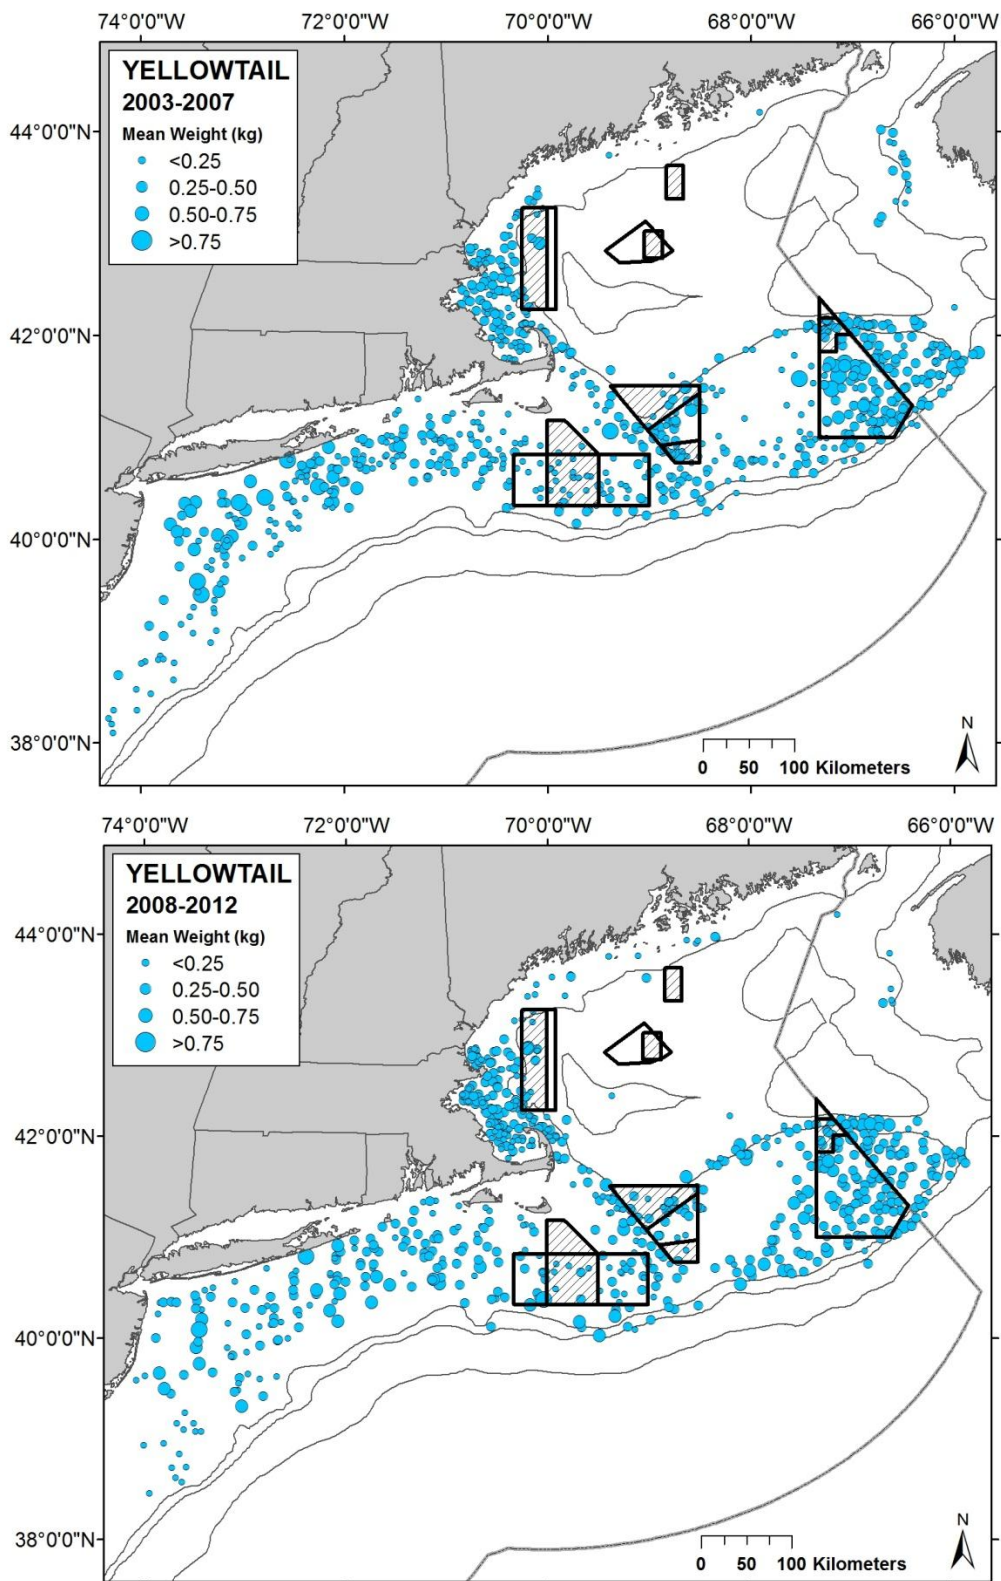 74°0'0"W 72°0'0"W 70°0'0"W 68°0'0"W 66°0'0"W
YELLOWTAIL
2003-2007
Mean Weight (kg)
<0.25
0.25-0.50
0.50-0.75
>0.75
44°0'0"N
42°0'0"N
40°0'0"N
38°0'0"N
N
0 50 100 Kilometers
74°0'0"W 72°0'0"W 70°0'0"W 68°0'0"W 66°0'0"W
YELLOWTAIL
2008-2012
Mean Weight (kg)
<0.25
0.25-0.50
0.50-0.75
>0.75
44°0'0"N
42°0'0"N
40°0'0"N
38°0'0"N
N
0 50 100 Kilometers